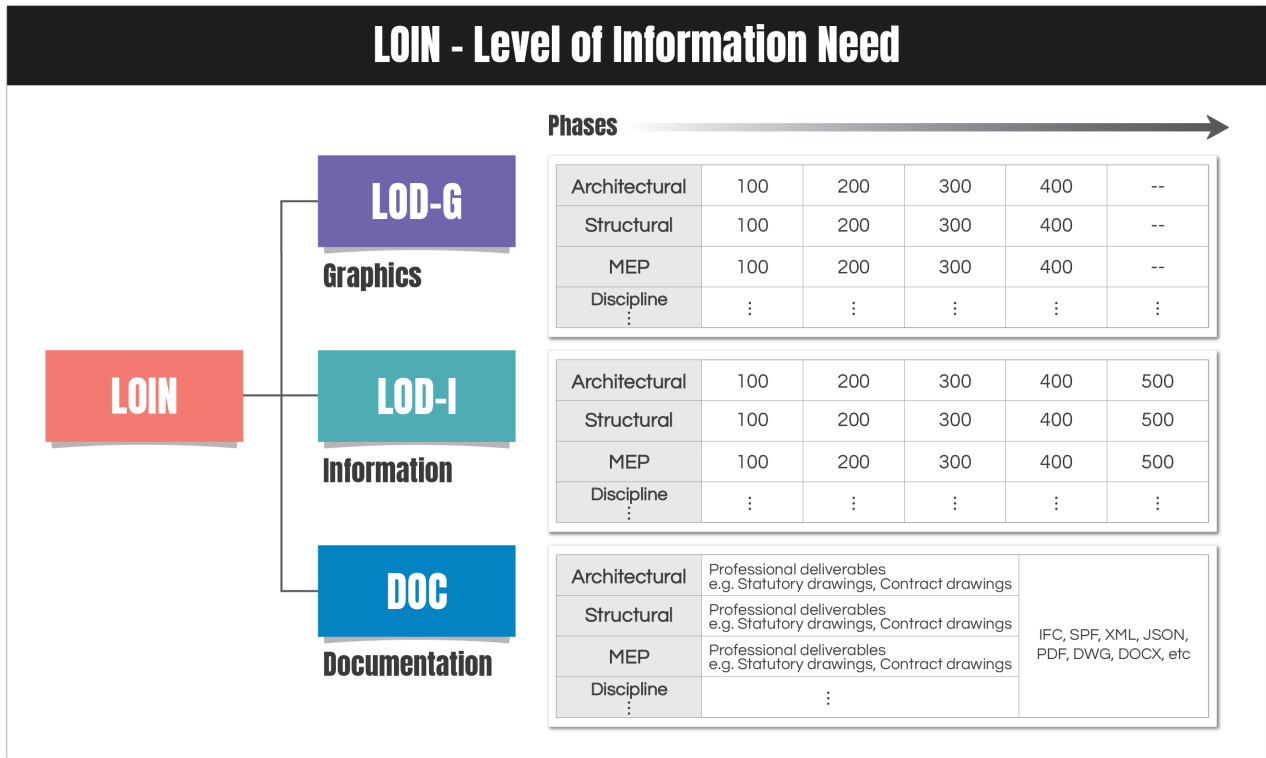 LOIN - Level of Information Need
Phases
LOD-G
Graphics
Architectural 100 200 300 400 --
Structural 100 200 300 400 --
MEP 100 200 300 400 --
Discipline
⋮ ⋮ ⋮ ⋮ ⋮ ⋮
LOIN
LOD-I
Information
Architectural 100 200 300 400 500
Structural 100 200 300 400 500
MEP 100 200 300 400 500
Discipline
⋮ ⋮ ⋮ ⋮ ⋮ ⋮
DOC
Documentation
Architectural
Professional deliverables
e.g. Statutory drawings, Contract drawings
Structural
Professional deliverables
e.g. Statutory drawings, Contract drawings
MEP
Professional deliverables
e.g. Statutory drawings, Contract drawings
Discipline
⋮ ⋮
IFC, SPF, XML, JSON,
PDF, DWG, DOCX, etc